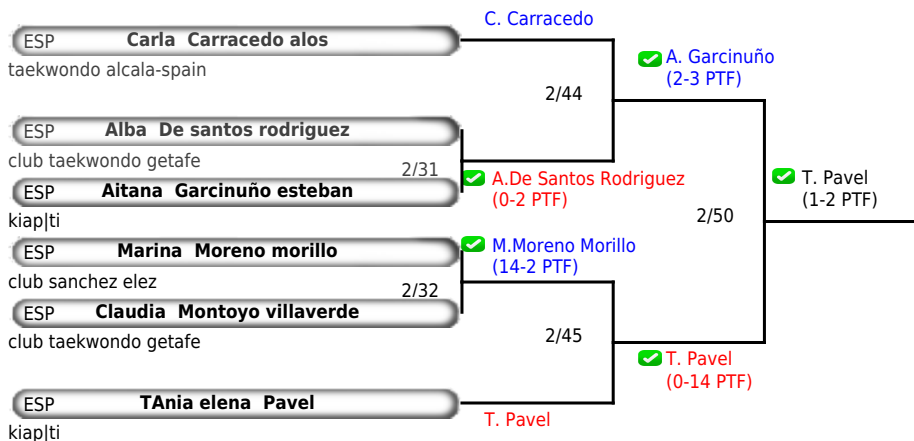 C. Carracedo
ESP Carla Carracedo alos
taekwondo alcala-spain
A. Garcinuño
(2-3 PTF)
2/44
ESP Alba De santos rodriguez
club taekwondo getafe
2/31
ESP Aitana Garcinuño esteban
kiap|ti
A.De Santos Rodriguez
(0-2 PTF)
T. Pavel
(1-2 PTF)
2/50
ESP Marina Moreno morillo
club sanchez elez
M.Moreno Morillo
(14-2 PTF)
2/32
ESP Claudia Montoyo villaverde
club taekwondo getafe
2/45
T. Pavel
(0-14 PTF)
ESP TAnia elena Pavel
kiap|ti
T. Pavel